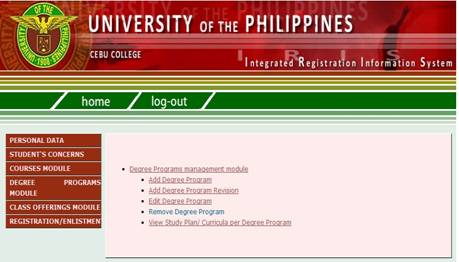 UNIVERSITY OF THE PHILIPPINES
CEBU COLLEGE
I R I S
Integrated Registration Information System
home
log-out
PERSONAL DATA
STUDENT'S CONCERNS
COURSES MODULE
DEGREE PROGRAMS
MODULE
CLASS OFFERINGS MODULE
REGISTRATION/ENLISTMEN
Degree Programs management module
Add Degree Program
Add Degree Program Revision
Edit Degree Program
Remove Degree Program
View Study Plan/ Curricula per Degree Program